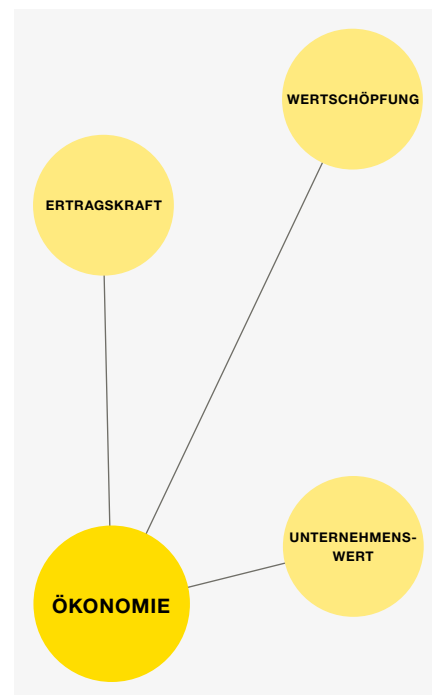 WERTSCHÖPFUNG
ERTRAGSKRAFT
UNTERNEHMENS-
WERT
ÖKONOMIE